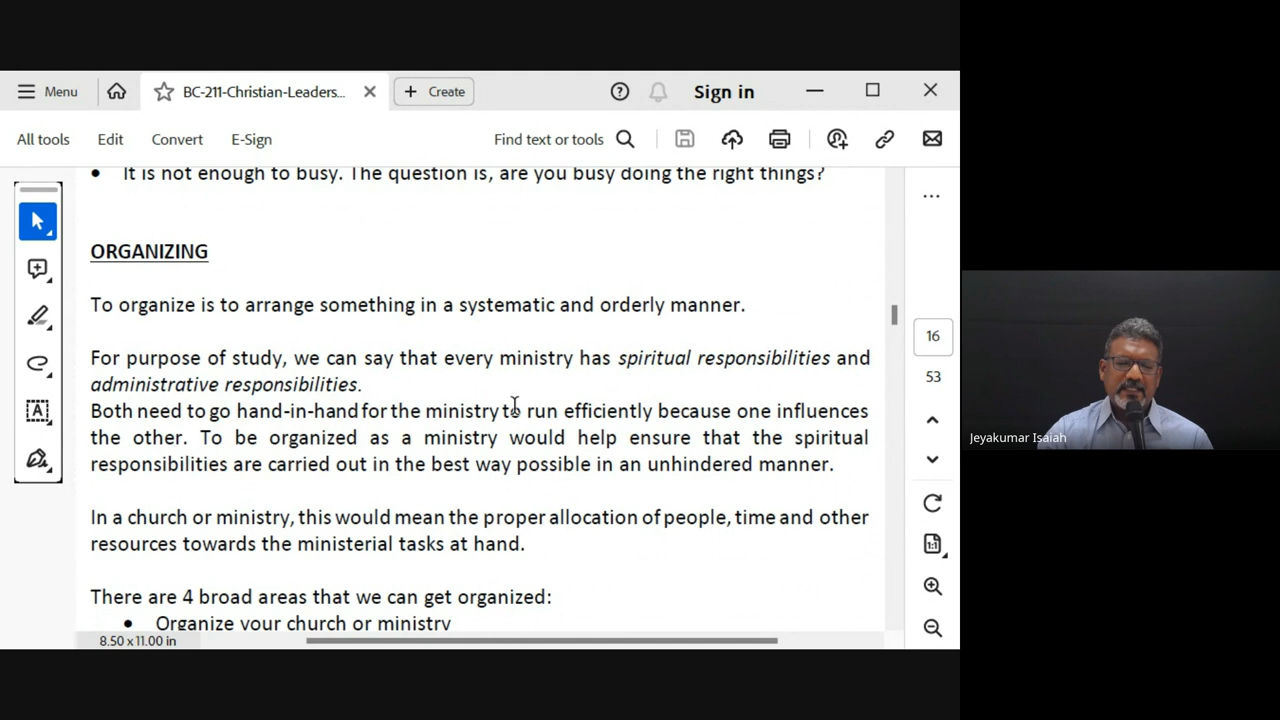 Menu
BC-211-Christian-Leaders...
Create
Sign in
All tools
Edit
Convert
E-Sign
Find text or tools
• It is not enough to busy. The question is, are you busy doing the right things?
ORGANIZING
To organize is to arrange something in a systematic and orderly manner.
For purpose of study, we can say that every ministry has spiritual responsibilities and
administrative responsibilities.
Both need to go hand-in-hand for the ministry to run efficiently because one influences
the other. To be organized as a ministry would help ensure that the spiritual
responsibilities are carried out in the best way possible in an unhindered manner.
In a church or ministry, this would mean the proper allocation of people, time and other
resources towards the ministerial tasks at hand.
There are 4 broad areas that we can get organized:
• Organize your church or ministry
8.50 x 11.00 in
16
53
1:1
Jeyakumar Isaiah